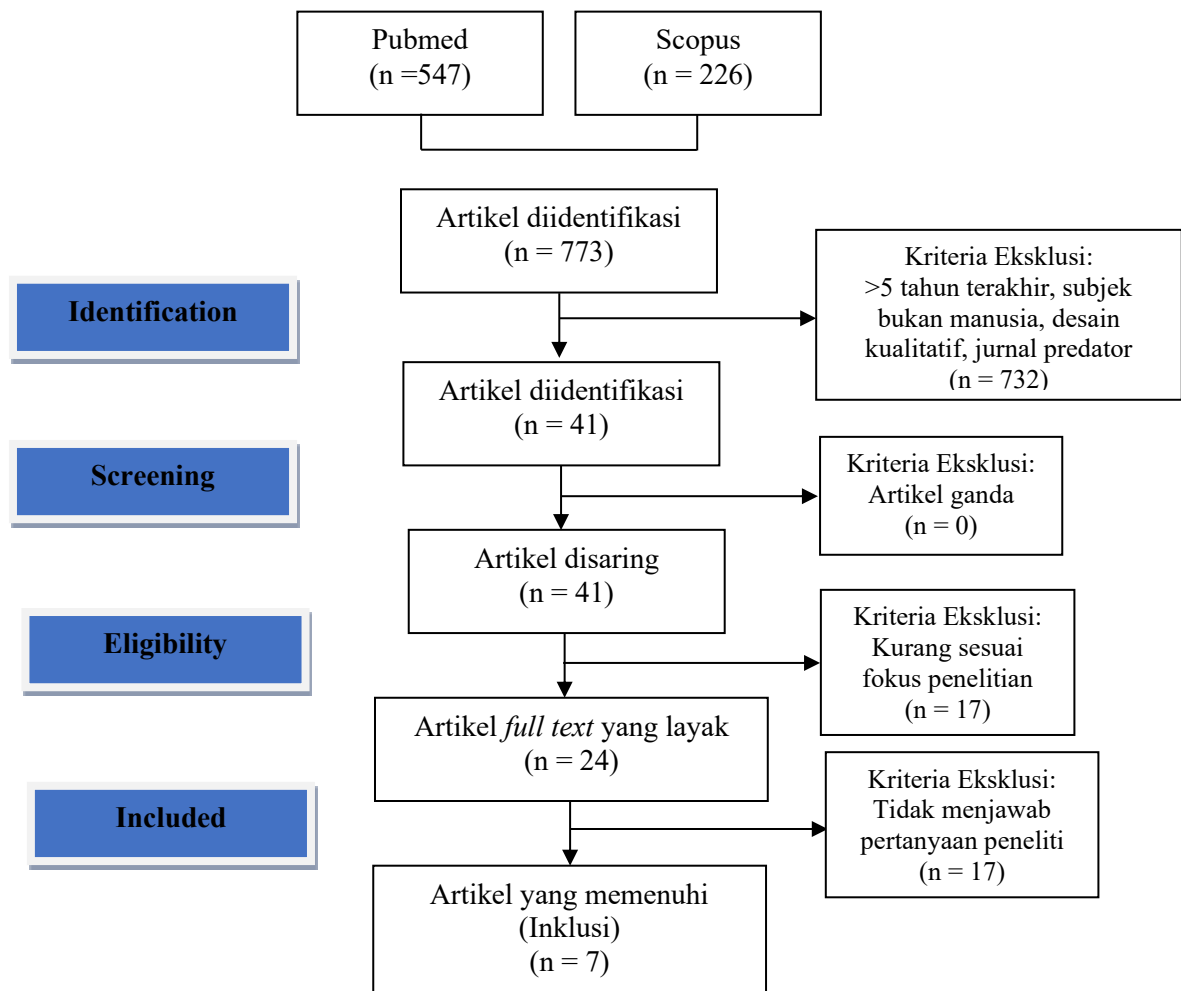 Pubmed
(n =547)
Scopus
(n = 226)
Artikel diidentifikasi
(n = 773)
Kriteria Eksklusi:
>5 tahun terakhir, subjek
bukan manusia, desain
kualitatif, jurnal predator
(n = 732)
Identification
Artikel diidentifikasi
(n = 41)
Screening
Kriteria Eksklusi:
Artikel ganda
(n = 0)
Artikel disaring
(n = 41)
Eligibility
Kriteria Eksklusi:
Kurang sesuai
fokus penelitian
(n = 17)
Artikel full text yang layak
(n = 24)
Included
Kriteria Eksklusi:
Tidak menjawab
pertanyaan peneliti
(n = 17)
Artikel yang memenuhi
(Inklusi)
(n = 7)